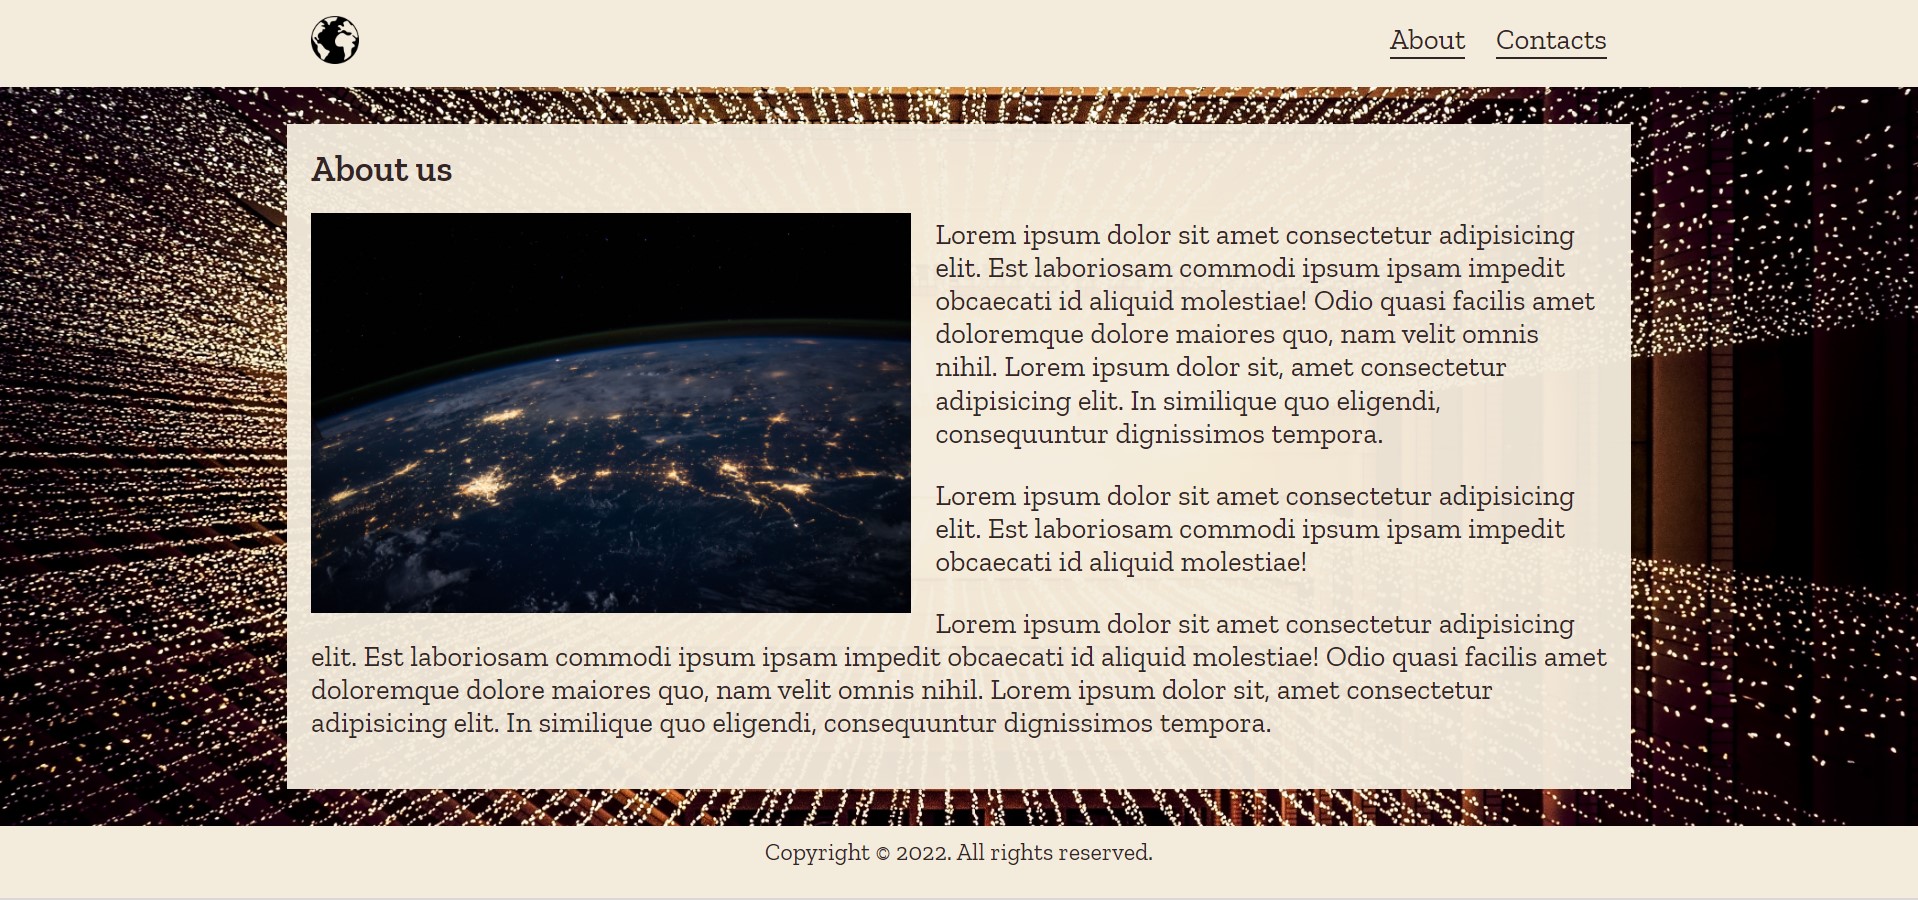 About Contacts
About us
Lorem ipsum dolor sit amet consectetur adipisicing
elit. Est laboriosam commodi ipsum ipsam impedit
obcaecati id aliquid molestiae! Odio quasi facilis amet
doloremque dolore maiores quo, nam velit omnis
nihil. Lorem ipsum dolor sit, amet consectetur
adipisicing elit. In similique quo eligendi,
consequuntur dignissimos tempora.
Lorem ipsum dolor sit amet consectetur adipisicing
elit. Est laboriosam commodi ipsum ipsam impedit
obcaecati id aliquid molestiae!
Lorem ipsum dolor sit amet consectetur adipisicing
elit. Est laboriosam commodi ipsum ipsam impedit obcaecati id aliquid molestiae! Odio quasi facilis amet
doloremque dolore maiores quo, nam velit omnis nihil. Lorem ipsum dolor sit, amet consectetur
adipisicing elit. In similique quo eligendi, consequuntur dignissimos tempora.
Copyright © 2022. All rights reserved.